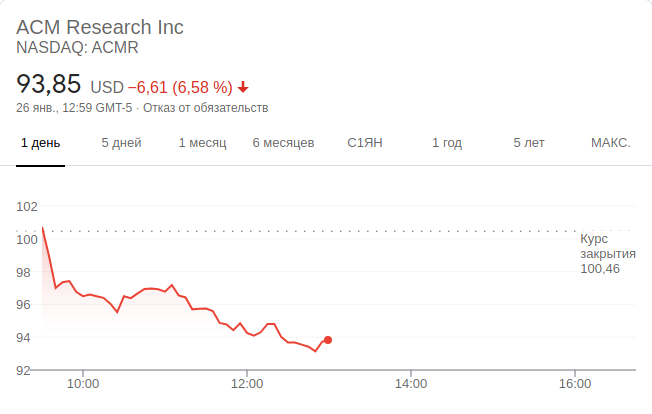 ACM Research Inc
NASDAQ: ACMR
93,85 USD −6,61 (6,58 %)
26 янв., 12:59 GMT-5 · Отказ от обязательств
1 день 5 дней 1 месяц 6 месяцев С1ЯН 1 год 5 лет МАКС.
102
100
98
96
94
92
Курс
закрытия
100,46
10:00 12:00 14:00 16:00